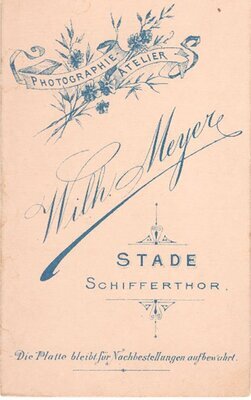 PHOTOGRAPHIE ATELIER
Wilh. Meyer
STADE
SCHIFFERTHOR.
Die Platte bleibt für Nachbestellungen aufbewahrt.